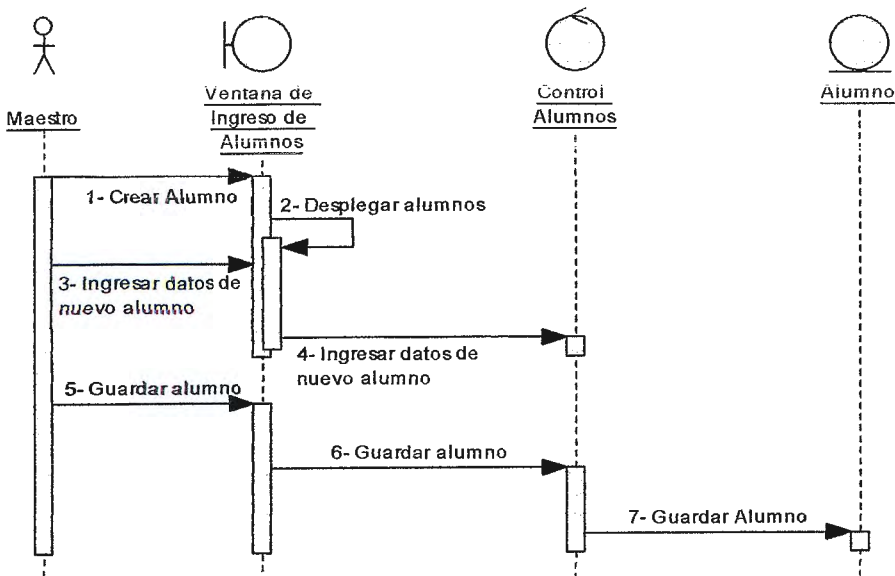 Maestro
Ventana de
Ingreso de
Alumnos
Control
Alumnos
Alumno
1- Crear Alumno
2- Desplegar alumnos
3- Ingresar datos de
nuevo alumno
4- Ingresar datos de
nuevo alumno
5- Guardar alumno
6- Guardar alumno
7- Guardar Alumno